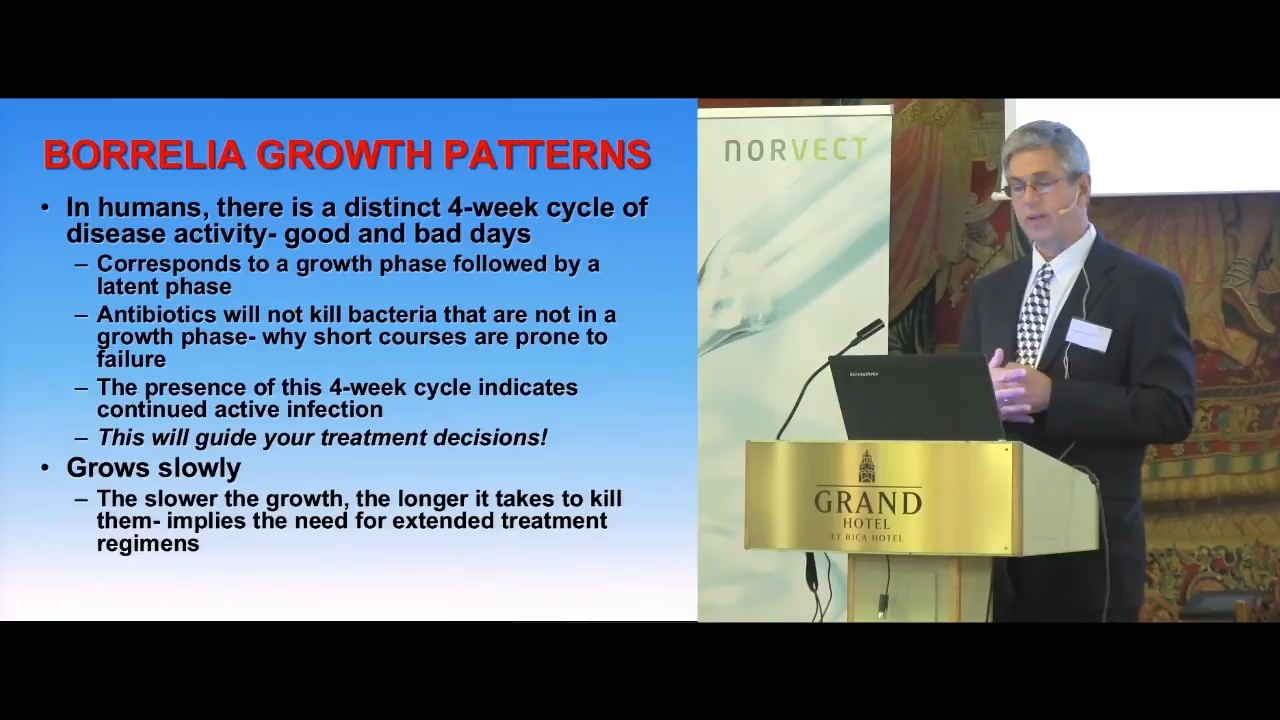 BORRELIA GROWTH PATTERNS
• In humans, there is a distinct 4-week cycle of
disease activity- good and bad days
– Corresponds to a growth phase followed by a
latent phase
– Antibiotics will not kill bacteria that are not in a
growth phase- why short courses are prone to
failure
– The presence of this 4-week cycle indicates
continued active infection
– This will guide your treatment decisions!
• Grows slowly
– The slower the growth, the longer it takes to kill
them- implies the need for extended treatment
regimens
NORVECT
lenovo
GRAND
HOTEL
ET RICA HOTEL